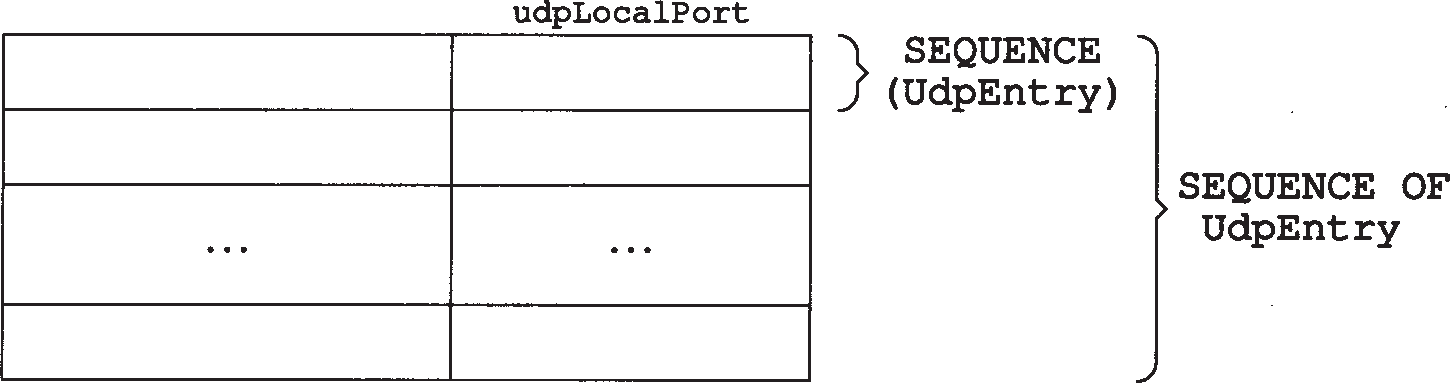 udpLocalPort
SEQUENCE
(UdpEntry)
SEQUENCE OF
UdpEntry
...
...